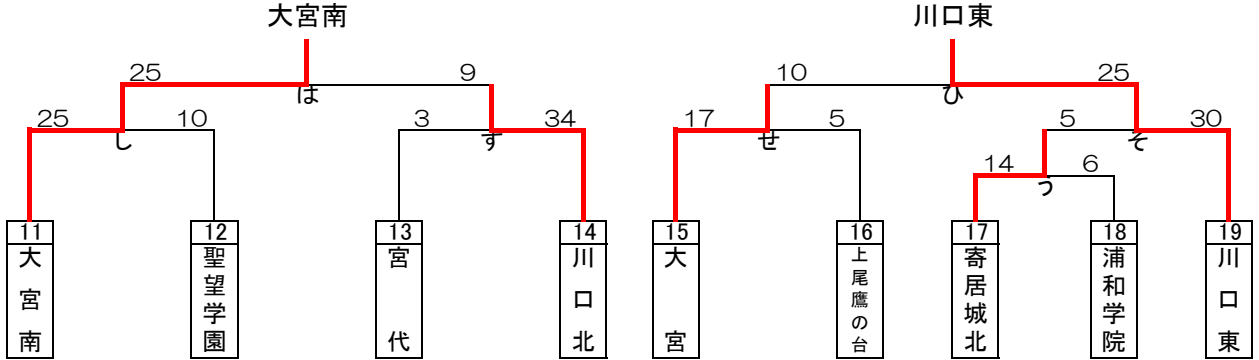 大宮南 川口東
25 9 10 25
は ひ
25 10 3 34 17 5 5 30
し す せ そ
14 6
う
11 12 13 14 15 16 17 18 19
大宮南
聖望学園
宮代
川口北
大宮
上尾鷹の台
寄居城北
浦和学院
川口東